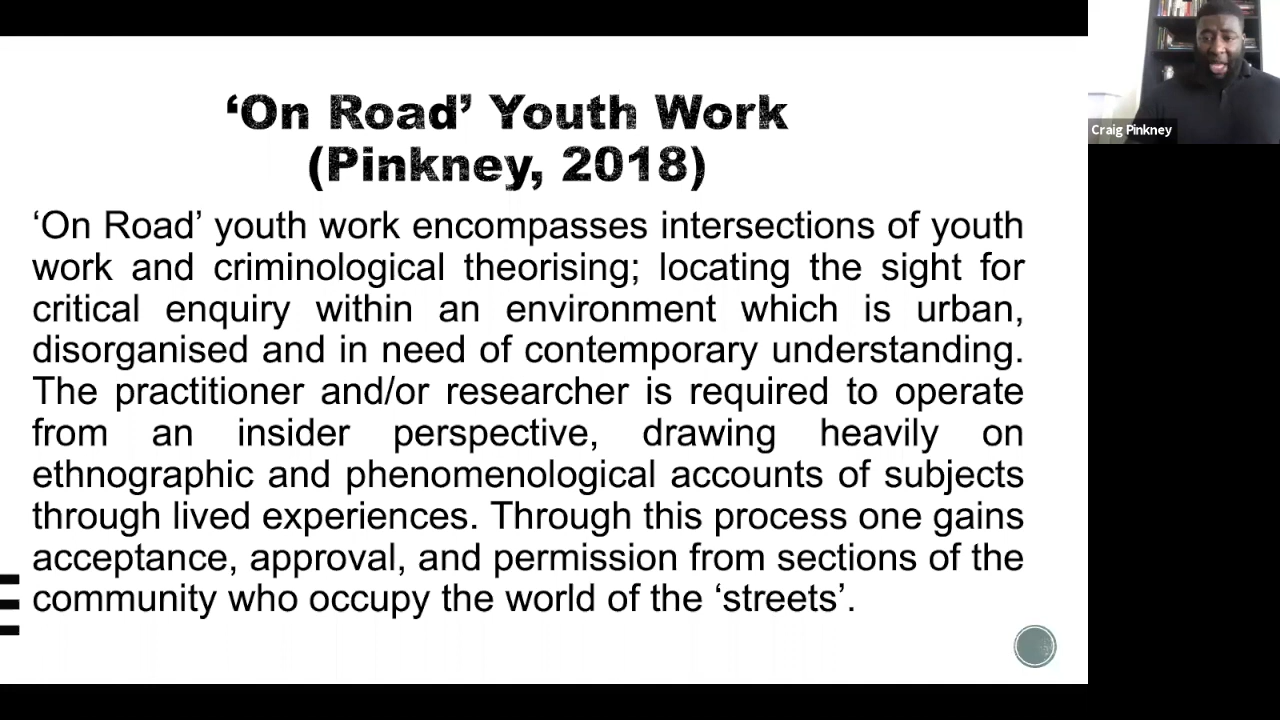 ‘On Road’ Youth Work
(Pinkney, 2018)
‘On Road’ youth work encompasses intersections of youth
work and criminological theorising; locating the sight for
critical enquiry within an environment which is urban,
disorganised and in need of contemporary understanding.
The practitioner and/or researcher is required to operate
from an insider perspective, drawing heavily on
ethnographic and phenomenological accounts of subjects
through lived experiences. Through this process one gains
acceptance, approval, and permission from sections of the
community who occupy the world of the ‘streets’.
Craig Pinkney